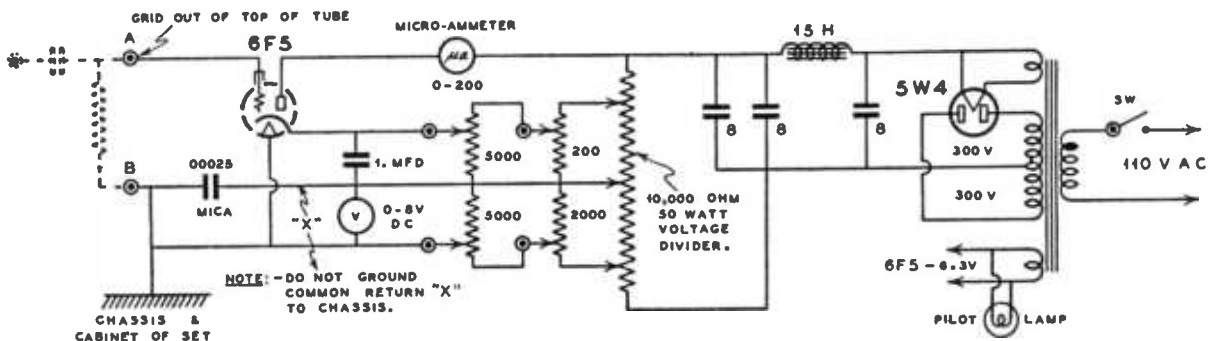 GRID OUT OF TOP OF TUBE
A
6F5
MICRO-AMMETER
μa
0-200
15 H
5W4
SW
8
8
8
300 V
300 V
110 V AC
5000
200
1. MFD
B
00025
MICA
"X"
V
0-8V
DC
5000
2000
10,000 OHM
50 WATT
VOLTAGE
DIVIDER.
NOTE:-DO NOT GROUND
COMMON RETURN "X"
TO CHASSIS.
6F5-6.3V
CHASSIS &
CABINET OF SET
PILOT LAMP